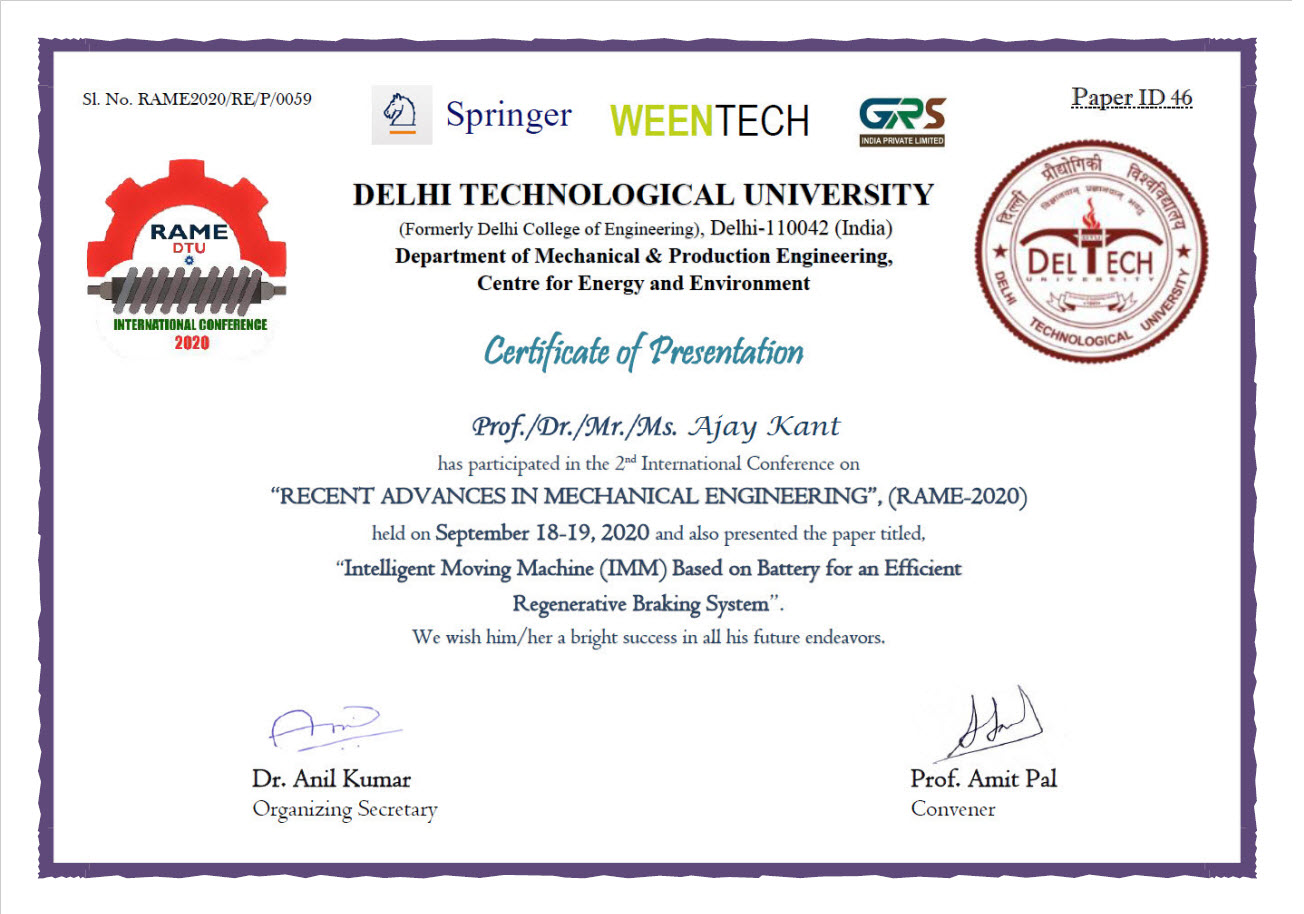 Sl. No. RAME2020/RE/P/0059
Springer
WEENTECH
GRS
INDIA PRIVATE LIMITED
Paper ID 46
RAME
DTU
INTERNATIONAL CONFERENCE
2020
DELHI TECHNOLOGICAL UNIVERSITY
(Formerly Delhi College of Engineering), Delhi-110042 (India)
Department of Mechanical & Production Engineering,
Centre for Energy and Environment
दिल्ली प्रौद्योगिकी विश्वविद्यालय
DTU
DELTECH
UNIVERSITY
DELHI TECHNOLOGICAL UNIVERSITY
Certificate of Presentation
Prof./Dr./Mr./Ms. Ajay Kant
has participated in the 2nd International Conference on
“RECENT ADVANCES IN MECHANICAL ENGINEERING”, (RAME-2020)
held on September 18-19, 2020 and also presented the paper titled,
“Intelligent Moving Machine (IMM) Based on Battery for an Efficient
Regenerative Braking System”.
We wish him/her a bright success in all his future endeavors.
Dr. Anil Kumar
Organizing Secretary
Prof. Amit Pal
Convener